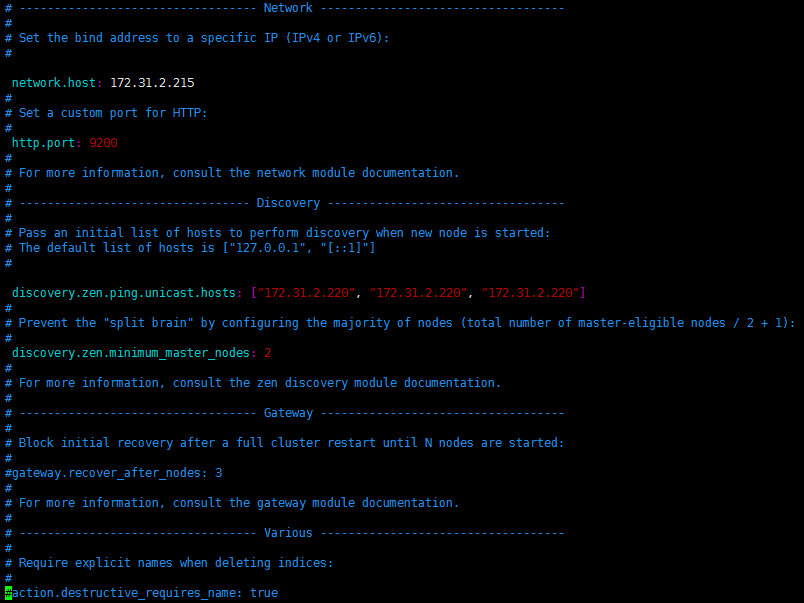 # ---------------------------------- Network -----------------------------------
#
# Set the bind address to a specific IP (IPv4 or IPv6):
#
network.host: 172.31.2.215
#
# Set a custom port for HTTP:
#
http.port: 9200
#
# For more information, consult the network module documentation.
#
# --------------------------------- Discovery ----------------------------------
#
# Pass an initial list of hosts to perform discovery when new node is started:
# The default list of hosts is ["127.0.0.1", "[::1]"]
#
discovery.zen.ping.unicast.hosts: ["172.31.2.220", "172.31.2.220", "172.31.2.220"]
#
# Prevent the "split brain" by configuring the majority of nodes (total number of master-eligible nodes / 2 + 1):
#
discovery.zen.minimum_master_nodes: 2
#
# For more information, consult the zen discovery module documentation.
#
# ---------------------------------- Gateway -----------------------------------
#
# Block initial recovery after a full cluster restart until N nodes are started:
#
#gateway.recover_after_nodes: 3
#
# For more information, consult the gateway module documentation.
#
# ---------------------------------- Various -----------------------------------
#
# Require explicit names when deleting indices:
#
#action.destructive_requires_name: true